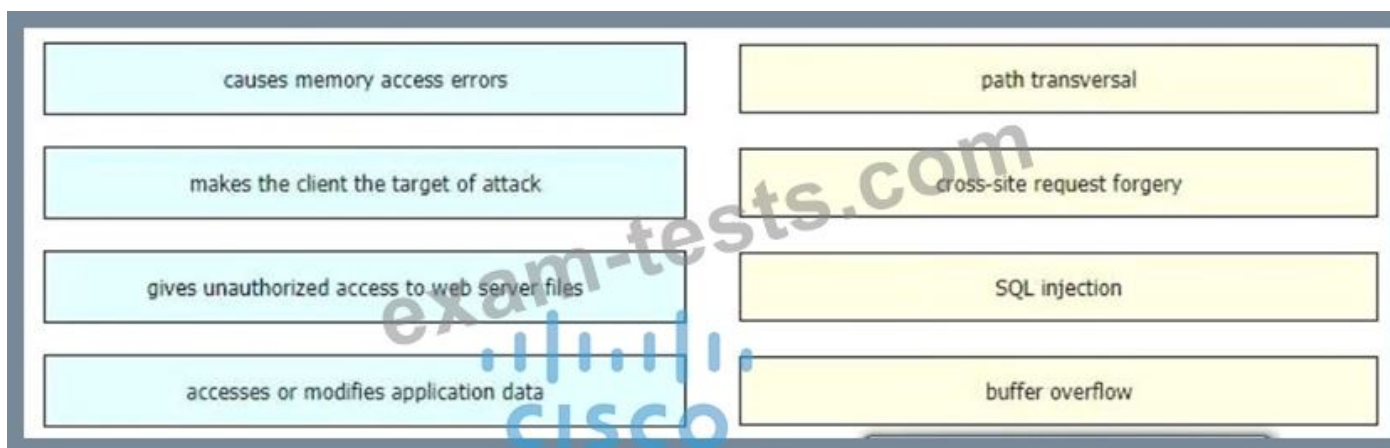 causes memory access errors
path transversal
makes the client the target of attack
cross-site request forgery
gives unauthorized access to web server files
SQL injection
accesses or modifies application data
buffer overflow
exam-tests.com
CISCO